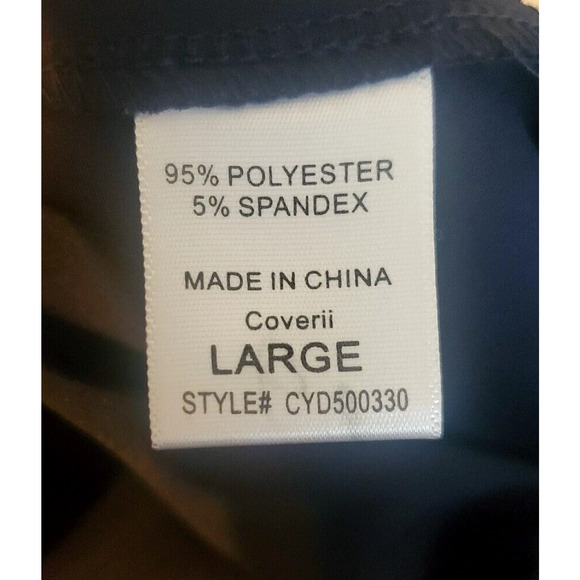 95% POLYESTER
5% SPANDEX
MADE IN CHINA
Coverii
LARGE
STYLE# CYD500330